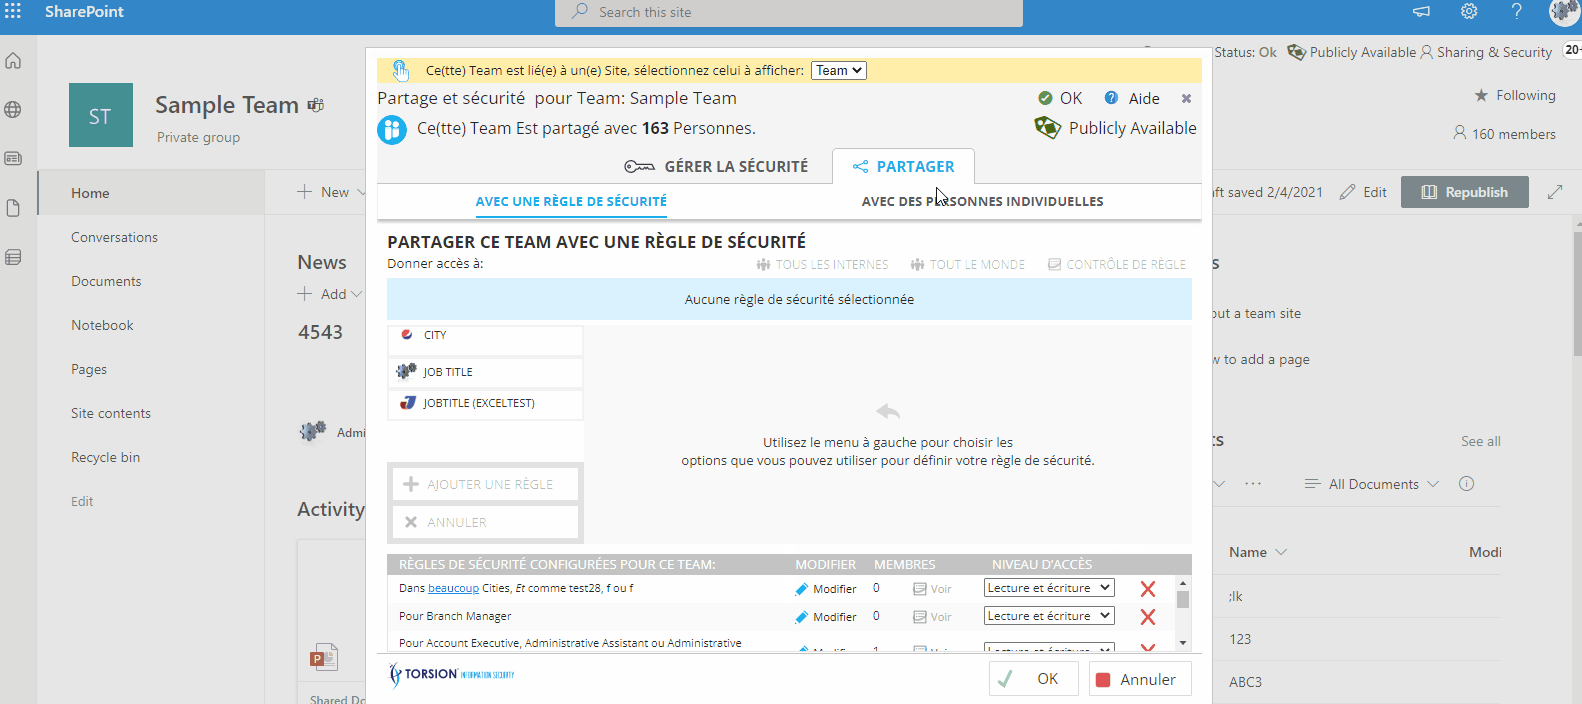 SharePoint
Search this site
?
Status: Ok
Publicly Available
Sharing & Security
20+
ST
Sample Team
Private group
Following
160 members
Home
New
ft saved 2/4/2021
Edit
Republish
Conversations
Documents
Notebook
Pages
Site contents
Recycle bin
Edit
News
Add
4543
Admi
Activity
P
Shared Do
Ce(tte) Team est lié(e) à un(e) Site, sélectionnez celui à afficher:
Team
Partage et sécurité pour Team: Sample Team
OK
? Aide
Ce(tte) Team Est partagé avec 163 Personnes.
Publicly Available
GÉRER LA SÉCURITÉ
PARTAGER
AVEC UNE RÈGLE DE SÉCURITÉ
AVEC DES PERSONNES INDIVIDUELLES
PARTAGER CE TEAM AVEC UNE RÈGLE DE SÉCURITÉ
Donner accès à:
TOUS LES INTERNES
TOUT LE MONDE
CONTRÔLE DE RÈGLE
Aucune règle de sécurité sélectionnée
CITY
JOB TITLE
JOBTITLE (EXCELTEST)
Utilisez le menu à gauche pour choisir les
options que vous pouvez utiliser pour définir votre règle de sécurité.
AJOUTER UNE RÈGLE
ANNULER
RÈGLES DE SÉCURITÉ CONFIGURÉES POUR CE TEAM: MODIFIER MEMBRES NIVEAU D'ACCÈS
Dans beaucoup Cities, Et comme test28, f ou f Modifier 0 Voir Lecture et écriture
Pour Branch Manager Modifier 0 Voir Lecture et écriture
Pour Account Executive, Administrative Assistant ou Administrative
TORSION INFORMATION SECURITY
OK
Annuler
s
out a team site
w to add a page
ts
See all
All Documents
Name
Modi
;lk
123
ABC3